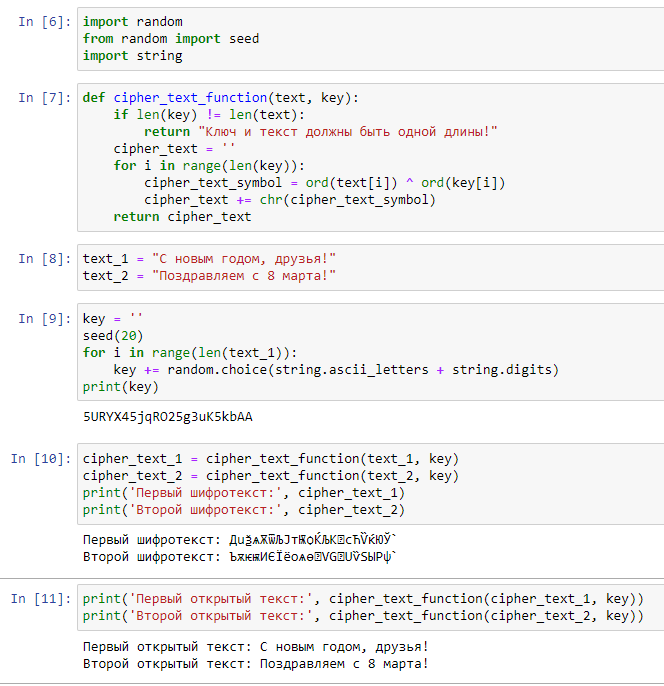 In [6]: import random
from random import seed
import string
In [7]: def cipher_text_function(text, key):
    if len(key) != len(text):
        return "Ключ и текст должны быть одной длины!"
    cipher_text = ''
    for i in range(len(key)):
        cipher_text_symbol = ord(text[i]) ^ ord(key[i])
        cipher_text += chr(cipher_text_symbol)
    return cipher_text
In [8]: text_1 = "С новым годом, друзья!"
text_2 = "Поздравляем с 8 марта!"
In [9]: key = ''
seed(20)
for i in range(len(text_1)):
    key += random.choice(string.ascii_letters + string.digits)
print(key)
5URYX45jqRO25g3uK5kbAA
In [10]: cipher_text_1 = cipher_text_function(text_1, key)
cipher_text_2 = cipher_text_function(text_2, key)
print('Первый шифротекст:', cipher_text_1)
print('Второй шифротекст:', cipher_text_2)
Первый шифротекст:
Второй шифротекст:
In [11]: print('Первый открытый текст:', cipher_text_function(cipher_text_1, key))
print('Второй открытый текст:', cipher_text_function(cipher_text_2, key))
Первый открытый текст: С новым годом, друзья!
Второй открытый текст: Поздравляем с 8 марта!